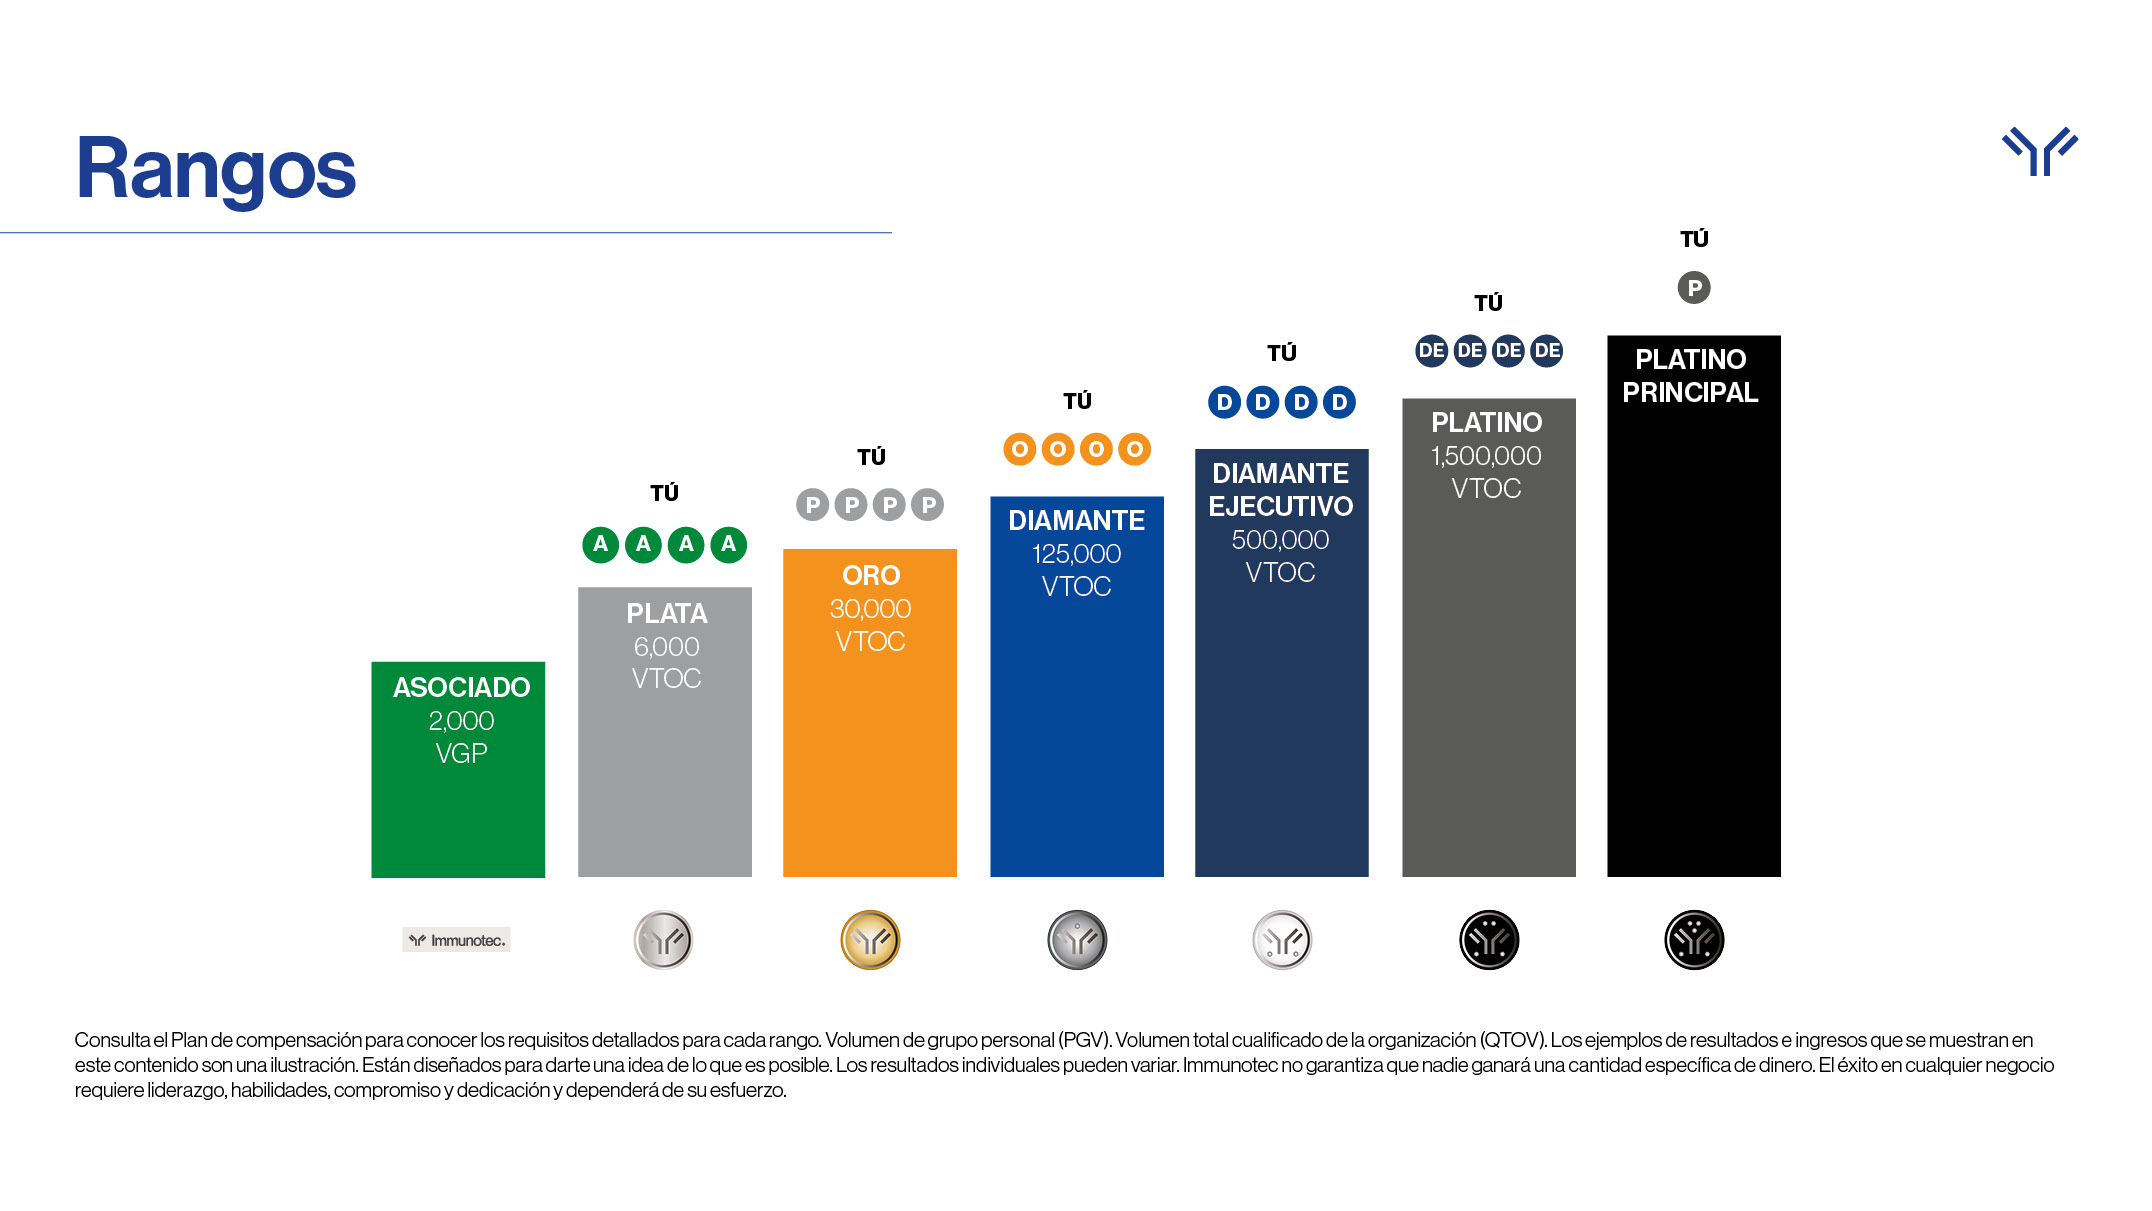 Rangos
TÚ
P
TÚ
DE DE DE DE
PLATINO
PRINCIPAL
TÚ
D D D D
PLATINO
1,500,000
VTOC
TÚ
O O O O
DIAMANTE
EJECUTIVO
500,000
VTOC
TÚ
P P P P
DIAMANTE
125,000
VTOC
TÚ
A A A A
ORO
30,000
VTOC
PLATA
6,000
VTOC
ASOCIADO
2,000
VGP
Immunotec.
Consulta el Plan de compensación para conocer los requisitos detallados para cada rango. Volumen de grupo personal (PGV). Volumen total cualificado de la organización (QTOV). Los ejemplos de resultados e ingresos que se muestran en
este contenido son una ilustración. Están diseñados para darte una idea de lo que es posible. Los resultados individuales pueden variar. Immunotec no garantiza que nadie ganará una cantidad específica de dinero. El éxito en cualquier negocio
requiere liderazgo, habilidades, compromiso y dedicación y dependerá de su esfuerzo.